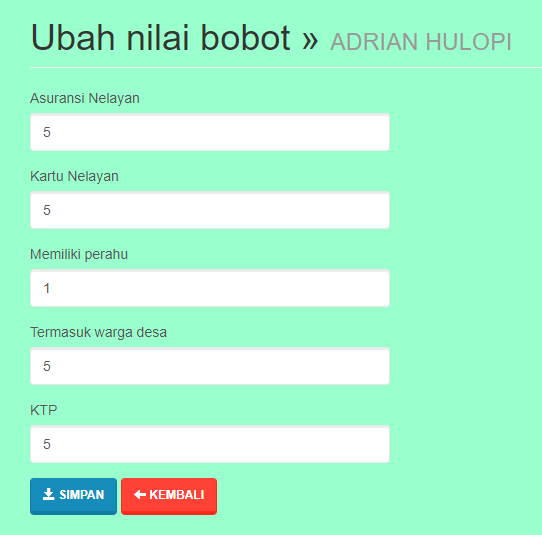 Ubah nilai bobot » ADRIAN HULOPI
Asuransi Nelayan
5
Kartu Nelayan
5
Memiliki perahu
1
Termasuk warga desa
5
KTP
5
SIMPAN KEMBALI